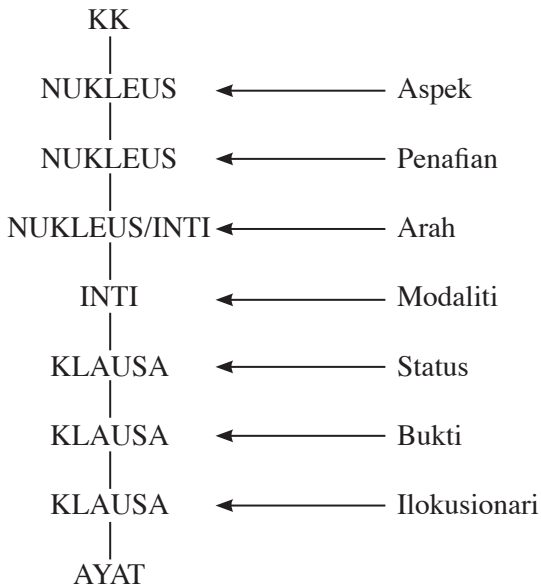 KK
NUKLEUS Aspek
NUKLEUS Penafian
NUKLEUS/INTI Arah
INTI Modaliti
KLAUSA Status
KLAUSA Bukti
KLAUSA Ilokusionari
AYAT